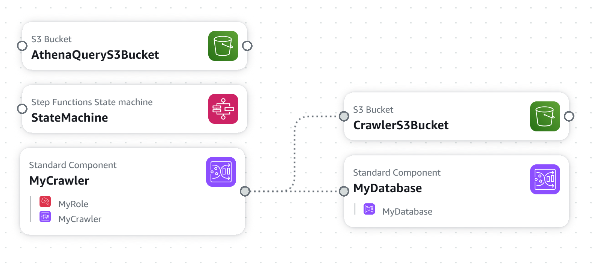 S3 Bucket
AthenaQueryS3Bucket
Step Functions State machine
StateMachine
Standard Component
MyCrawler
MyRole
MyCrawler
S3 Bucket
CrawlerS3Bucket
Standard Component
MyDatabase
MyDatabase